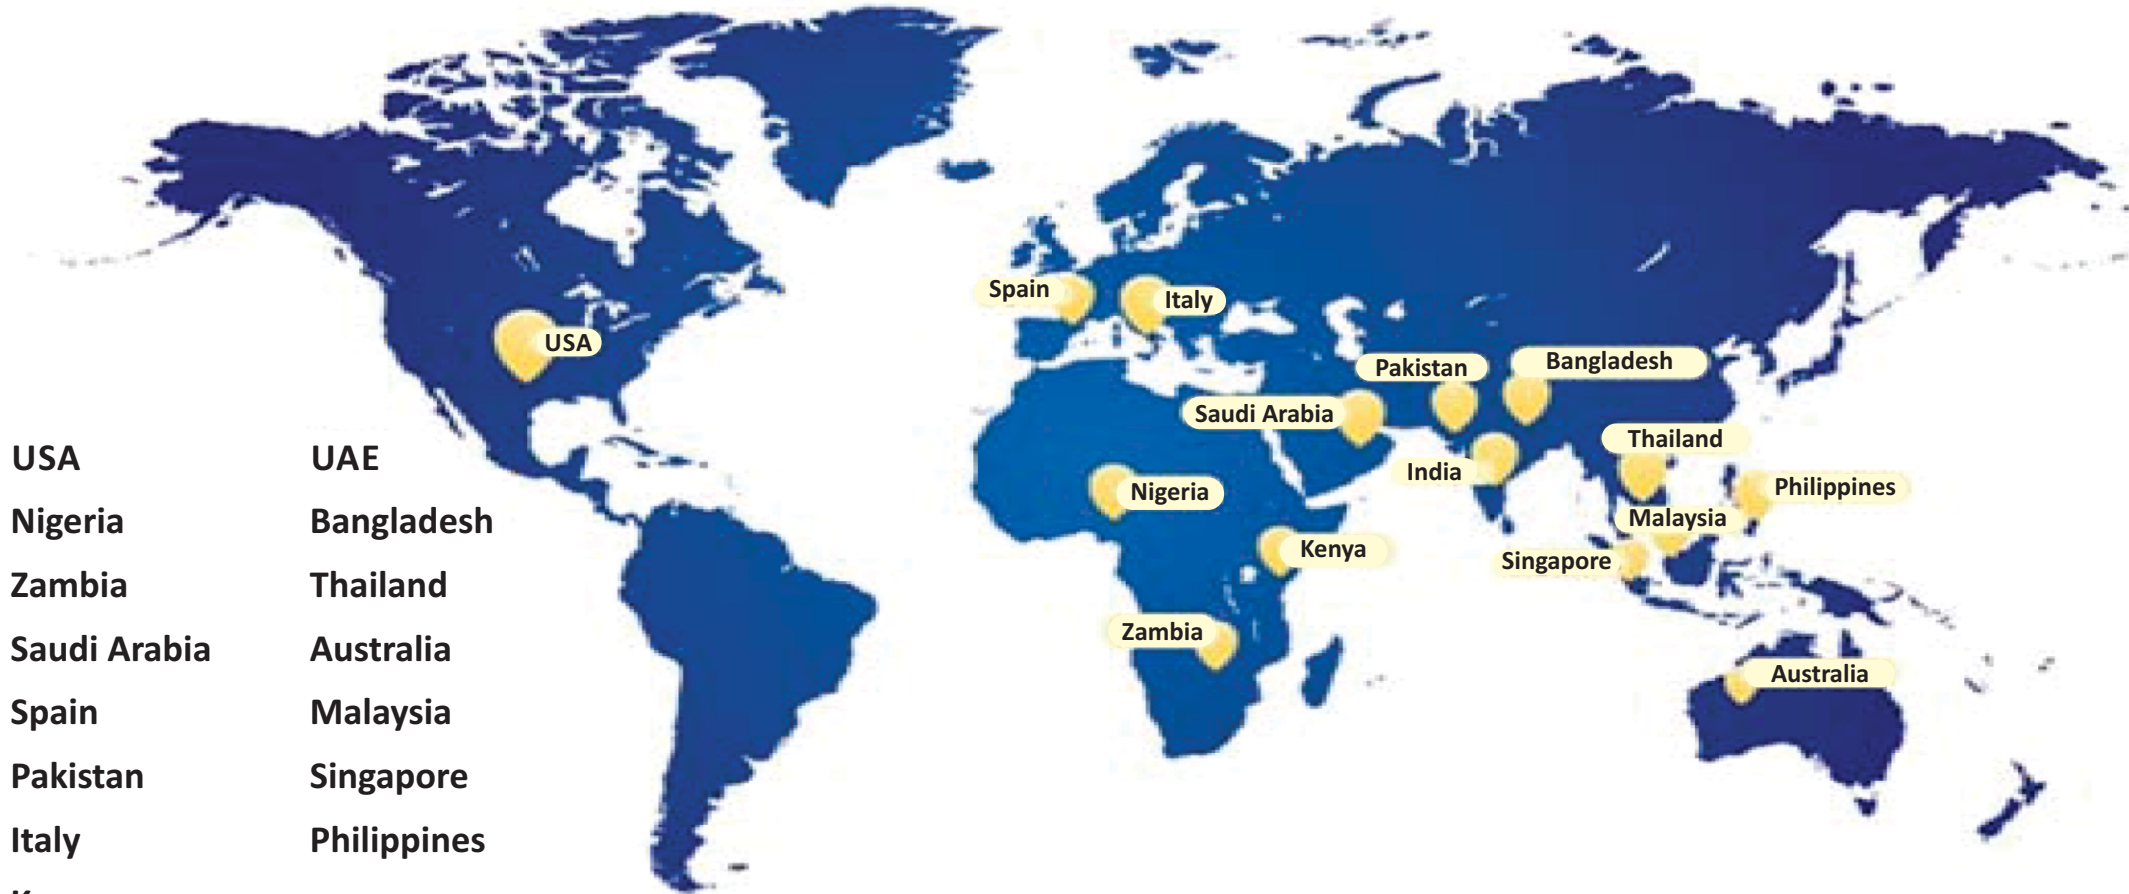 Spain
Italy
USA
Pakistan
Bangladesh
Saudi Arabia
Thailand
India
Nigeria
Philippines
Malaysia
Kenya
Singapore
Zambia
Australia
USA
Nigeria
Zambia
Saudi Arabia
Spain
Pakistan
Italy
UAE
Bangladesh
Thailand
Australia
Malaysia
Singapore
Philippines